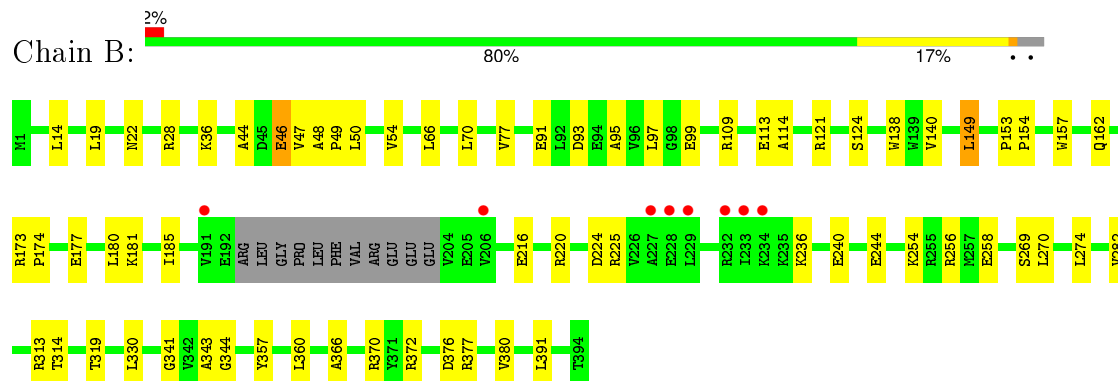 2%
Chain B:
80% 17% • •
M1 L14 L19 N22 R28 K36 A44 D45 E46 V47 A48 P49 L50 V54 L66 L70 V77 E91 L92 D93 E94 A95 V96 L97 G98 E99 R109 E113 A114 R121 S124 W138 W139 V140 L149 P153 P154 W157 Q162
R173 P174 E177 L180 K181 I185 V191 E192 ARG LEU GLY PRO LEU PHE VAL ARG GLU GLU GLU V204 E205 V206 E216 R220 D224 R225 V226 A227 E228 L229 R232 I233 K234 K235 K236 E240 E244 K254 R255 R256 M257 E258 S269 L270 L274
R313 T314 T319 L330 G341 V342 A343 G344 Y357 L360 A366 R370 Y371 R372 D376 R377 V380 L391 T394